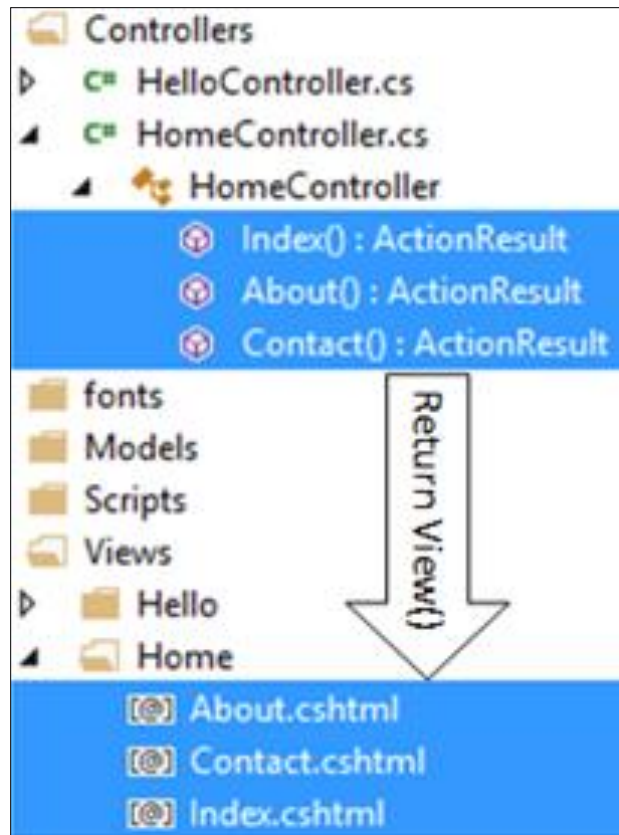 Controllers
C# HelloController.cs
C# HomeController.cs
HomeController
Index() : ActionResult
About() : ActionResult
Contact() : ActionResult
fonts
Models
Scripts
Views
Hello
Home
Return View()
[@] About.cshtml
[@] Contact.cshtml
[@] Index.cshtml